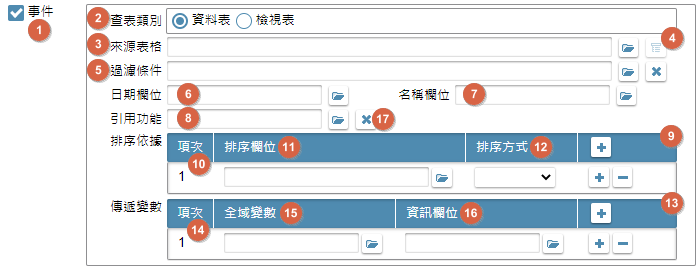 事件
1
2 查表類別 資料表 檢視表
3 來源表格 4
5 過濾條件
日期欄位 6 名稱欄位 7
引用功能 8 17
排序依據 項次 排序欄位 11 排序方式 12 9
10
1
傳遞變數 項次 全域變數 15 資訊欄位 16 13
14
1